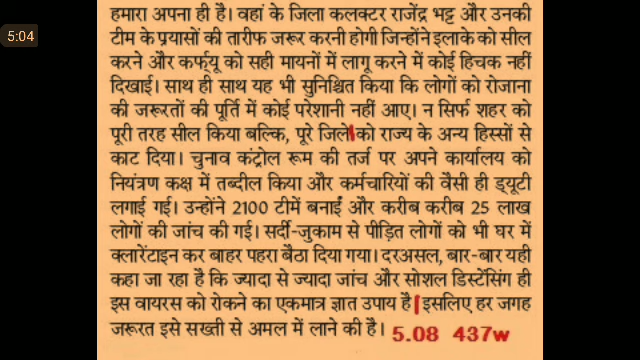 हमारा अपना ही है। वहां के जिला कलक्टर राजेंद्र भट्ट और उनकी
5:04
टीम के प्रयासों की तारीफ जरूर करनी होगी जिन्होंने इलाके को सील
करने और कर्फ्यू को सही मायनों में लागू करने में कोई हिचक नहीं
दिखाई। साथ ही साथ यह भी सुनिश्चित किया कि लोगों को रोजाना
की जरूरतों की पूर्ति में कोई परेशानी नहीं आए। न सिर्फ शहर को
पूरी तरह सील किया बल्कि, पूरे जिले को राज्य के अन्य हिस्सों से
काट दिया। चुनाव कंट्रोल रूम की तर्ज पर अपने कार्यालय को
नियंत्रण कक्ष में तब्दील किया और कर्मचारियों की वैसी ही ड्यूटी
लगाई गई। उन्होंने 2100 टीमें बनाईं और करीब करीब 25 लाख
लोगों की जांच की गई। सर्दी-जुकाम से पीड़ित लोगों को भी घर में
क्लारेंटाइन कर बाहर पहरा बैठा दिया गया। दरअसल, बार-बार यही
कहा जा रहा है कि ज्यादा से ज्यादा जांच और सोशल डिस्टेंसिंग ही
इस वायरस को रोकने का एकमात्र ज्ञात उपाय है। इसलिए हर जगह
जरूरत इसे सख्ती से अमल में लाने की है। 5.08 437w